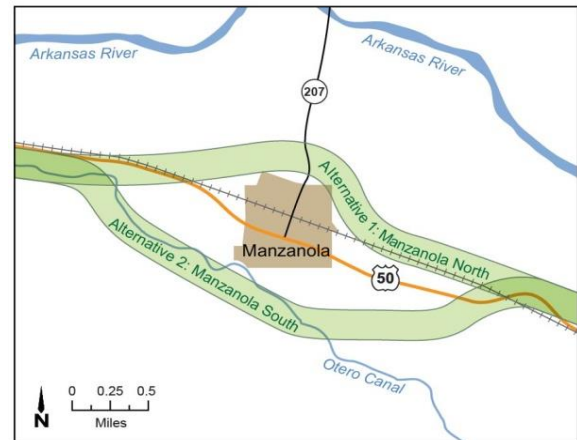 Arkansas River
Arkansas River
207
Alternative 1: Manzanola North
Manzanola
Alternative 2: Manzanola South
50
Otero Canal
0 0.25 0.5
Miles
N